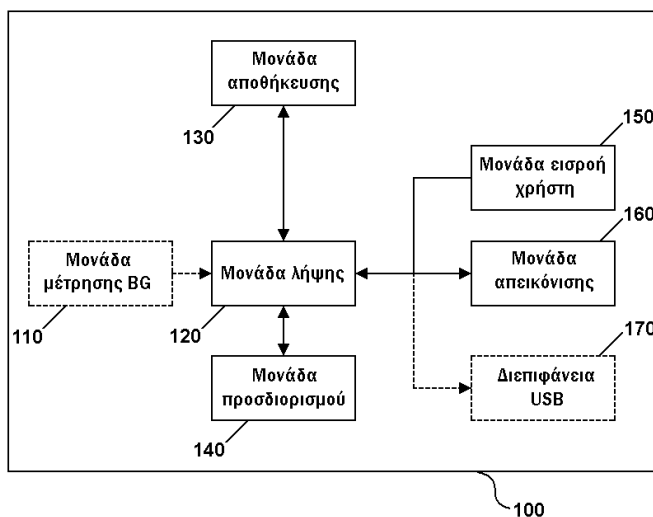 Μονάδα
αποθήκευσης
130
150
Μονάδα εισροή
χρήστη
160
Μονάδα
μέτρησης BG
Μονάδα λήψης
Μονάδα
απεικόνισης
110
120
170
Μονάδα
προσδιορισμού
Διεπιφάνεια
USB
140
100